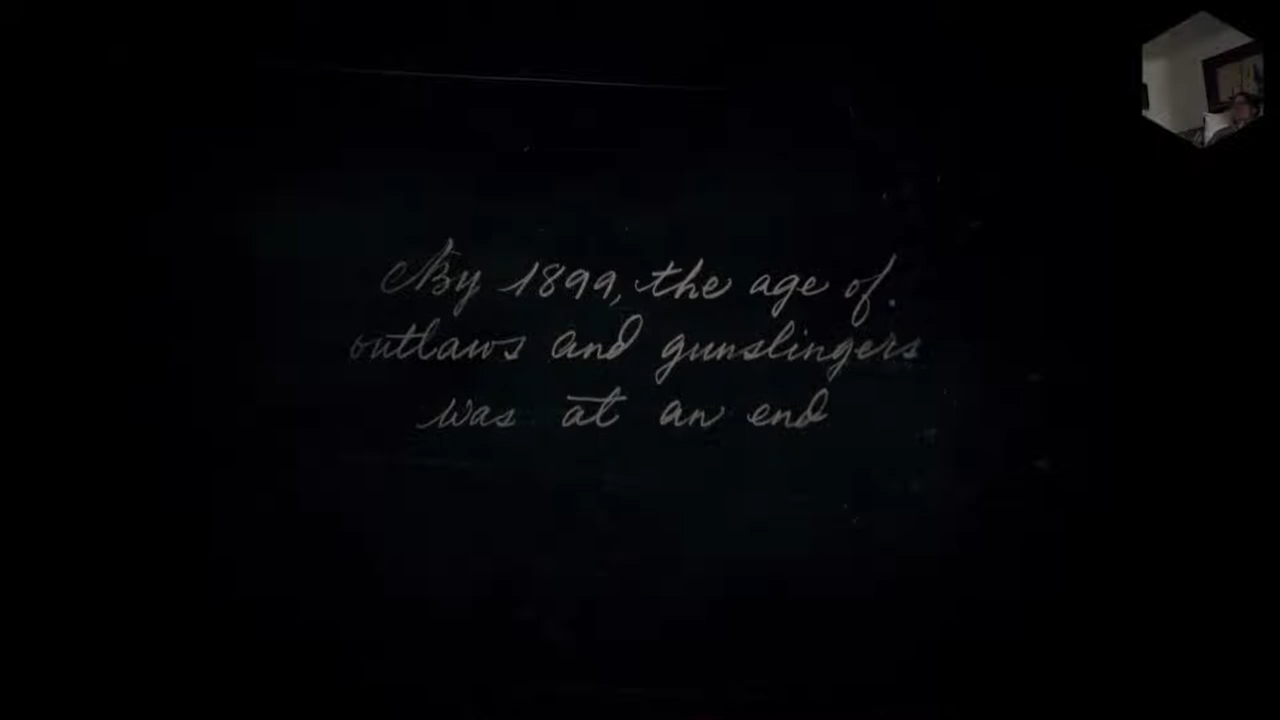 By 1899, the age of
outlaws and gunslingers
was at an end